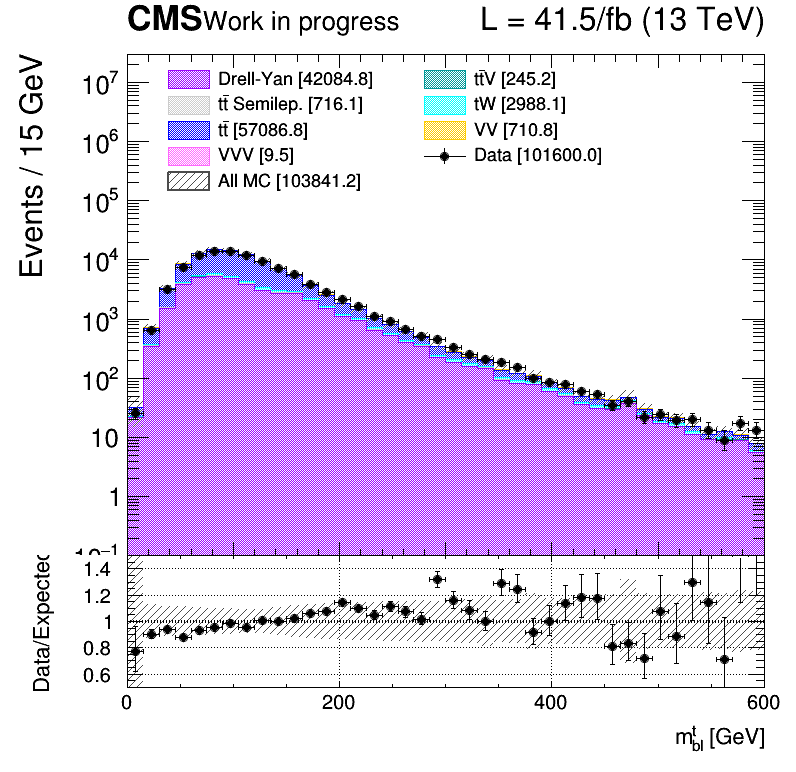 CMS Work in progress L = 41.5/fb (13 TeV)
Events / 15 GeV
10⁷
10⁶
10⁵
10⁴
10³
10²
10
1
10⁻¹
Drell-Yan [42084.8]
tt̄ Semilep. [716.1]
tt̄ [57086.8]
VVV [9.5]
All MC [103841.2]
tt̄V [245.2]
tW [2988.1]
VV [710.8]
Data [101600.0]
Data/Expected
1.4
1.2
1
0.8
0.6
0 200 400 600
m^t_bl [GeV]